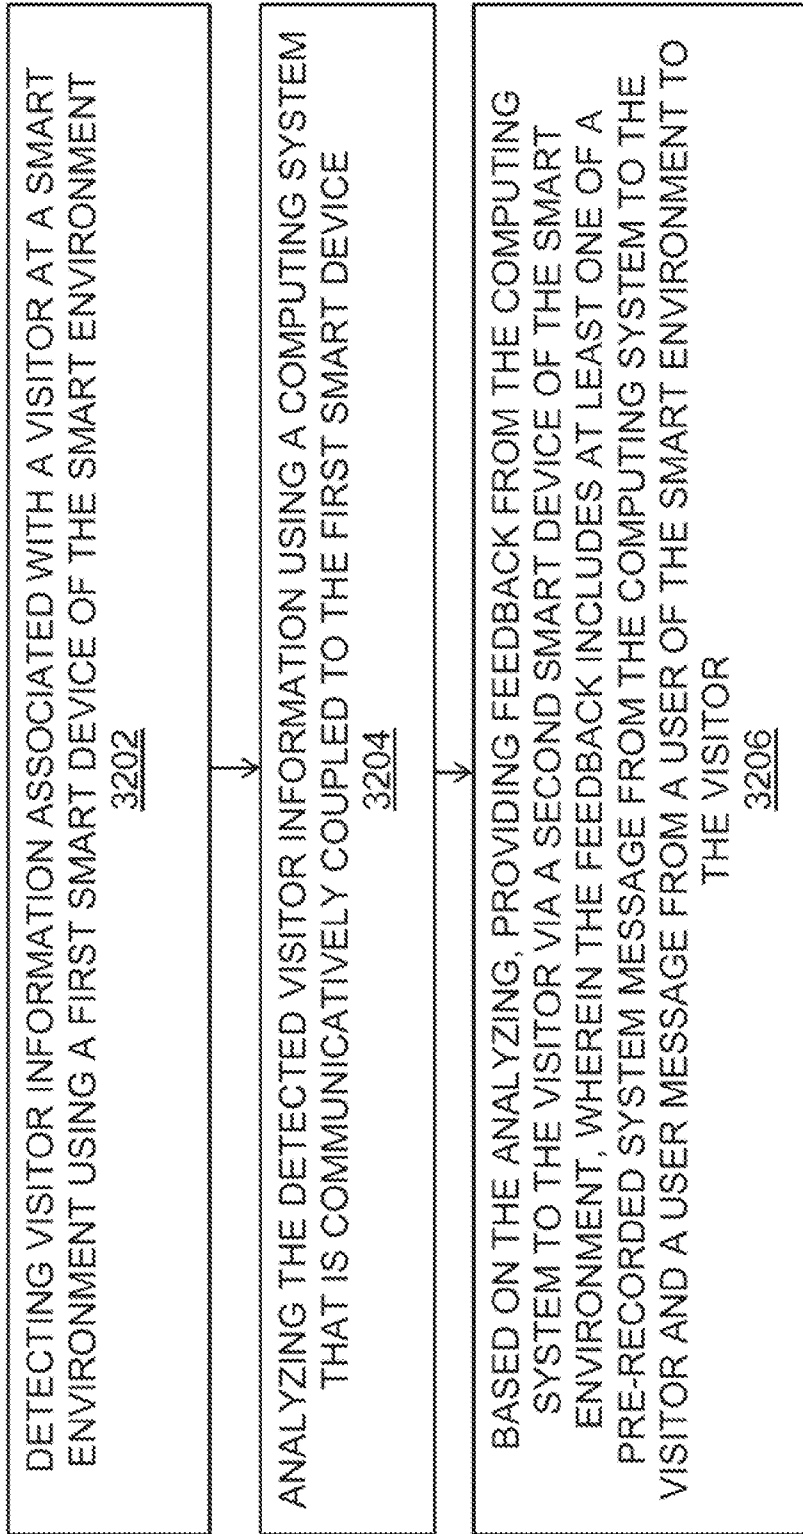 DETECTING VISITOR INFORMATION ASSOCIATED WITH A VISITOR AT A SMART
ENVIRONMENT USING A FIRST SMART DEVICE OF THE SMART ENVIRONMENT
3202
ANALYZING THE DETECTED VISITOR INFORMATION USING A COMPUTING SYSTEM
THAT IS COMMUNICATIVELY COUPLED TO THE FIRST SMART DEVICE
3204
BASED ON THE ANALYZING, PROVIDING FEEDBACK FROM THE COMPUTING
SYSTEM TO THE VISITOR VIA A SECOND SMART DEVICE OF THE SMART
ENVIRONMENT, WHEREIN THE FEEDBACK INCLUDES AT LEAST ONE OF A
PRE-RECORDED SYSTEM MESSAGE FROM THE COMPUTING SYSTEM TO THE
VISITOR AND A USER MESSAGE FROM A USER OF THE SMART ENVIRONMENT TO
THE VISITOR
3206